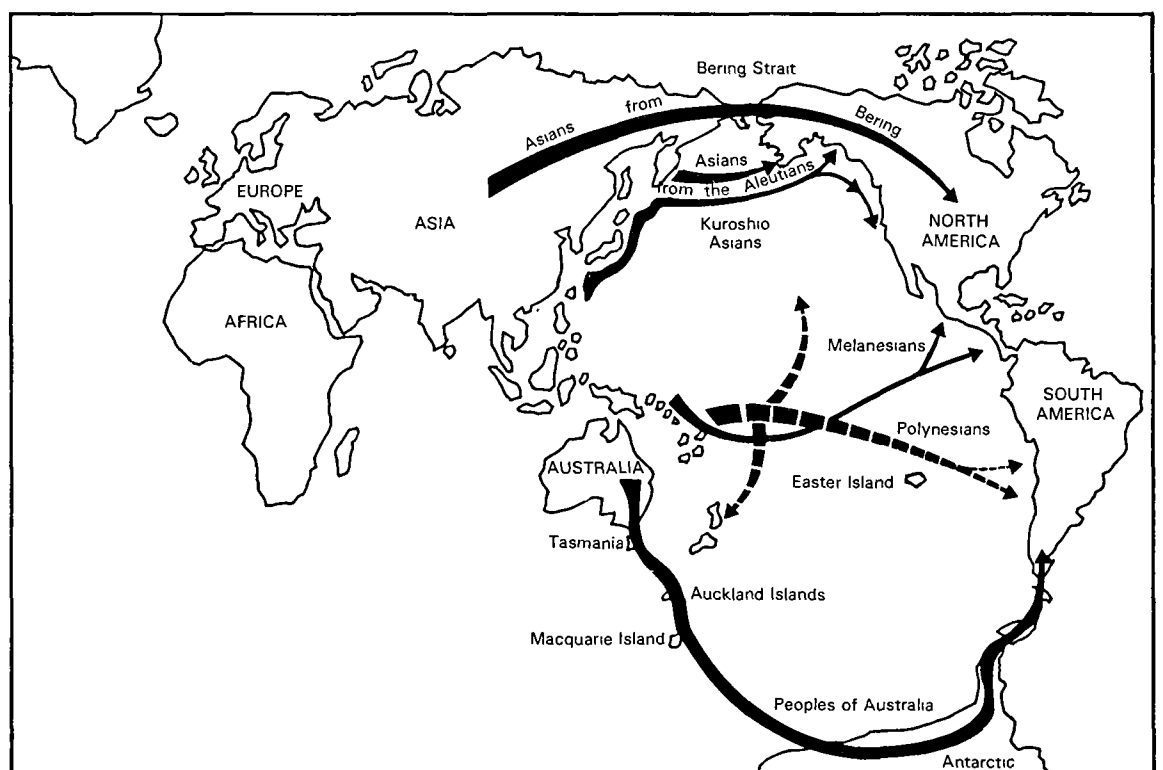 Bering Strait
Asians from Bering
Asians
from the Aleutians
Kuroshio
Asians
EUROPE
ASIA
NORTH
AMERICA
AFRICA
Melanesians
SOUTH
AMERICA
Polynesians
AUSTRALIA
Easter Island
Tasmania
Auckland Islands
Macquarie Island
Peoples of Australia
Antarctic